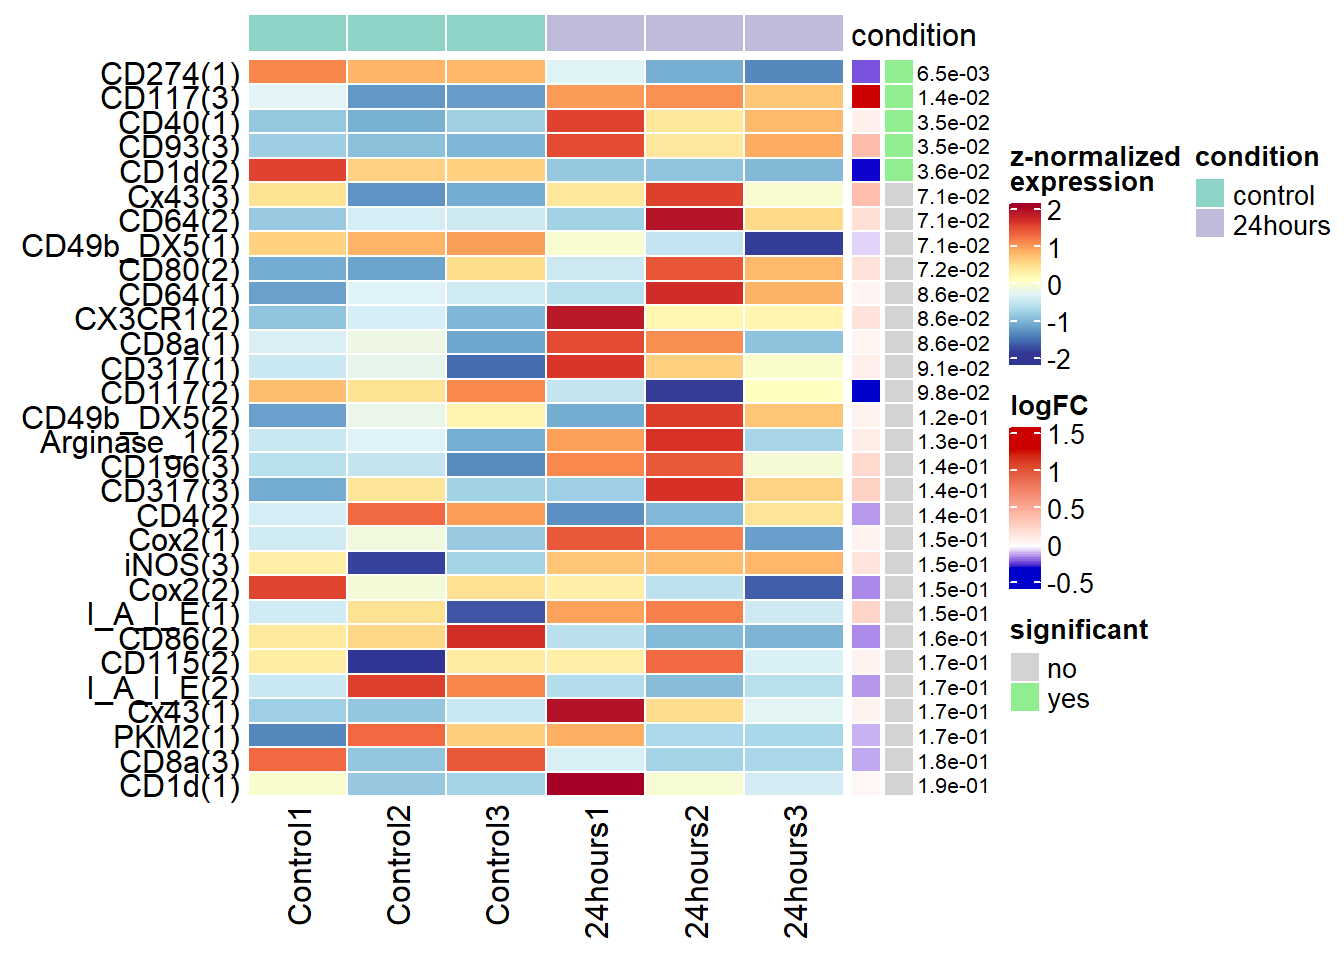 condition
CD274(1) 6.5e-03
CD117(3) 1.4e-02
CD40(1) 3.5e-02
CD93(3) 3.5e-02
CD1d(2) 3.6e-02
Cx43(3) 7.1e-02
CD64(2) 7.1e-02
CD49b_DX5(1) 7.1e-02
CD80(2) 7.2e-02
CD64(1) 8.6e-02
CX3CR1(2) 8.6e-02
CD8a(1) 8.6e-02
CD317(1) 9.1e-02
CD117(2) 9.8e-02
CD49b_DX5(2) 1.2e-01
Arginase_1(2) 1.3e-01
CD196(3) 1.4e-01
CD317(3) 1.4e-01
CD4(2) 1.4e-01
Cox2(1) 1.5e-01
iNOS(3) 1.5e-01
Cox2(2) 1.5e-01
I_A_I_E(1) 1.5e-01
CD86(2) 1.6e-01
CD115(2) 1.7e-01
I_A_I_E(2) 1.7e-01
Cx43(1) 1.7e-01
PKM2(1) 1.7e-01
CD8a(3) 1.8e-01
CD1d(1) 1.9e-01
Control1
Control2
Control3
24hours1
24hours2
24hours3
z-normalized
expression
2
1
0
-1
-2
logFC
1.5
1
0.5
0
-0.5
significant
no
yes
condition
control
24hours